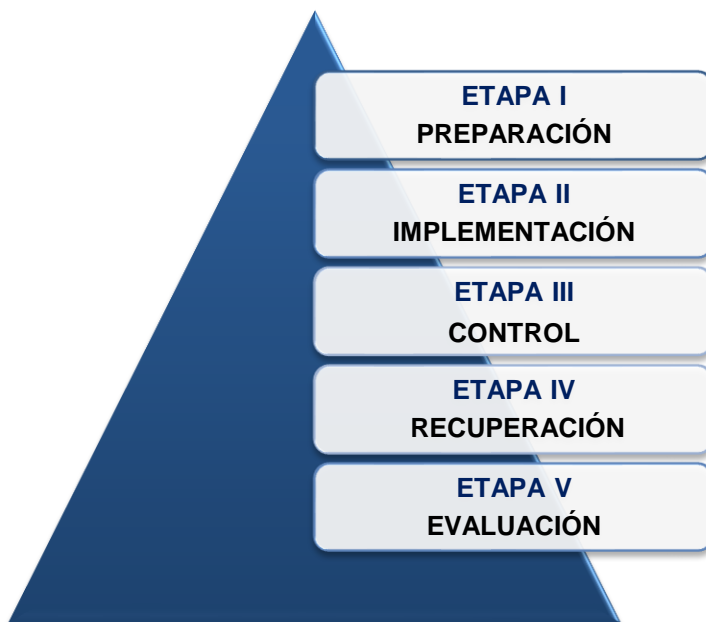 ETAPA I
PREPARACIÓN
ETAPA II
IMPLEMENTACIÓN
ETAPA III
CONTROL
ETAPA IV
RECUPERACIÓN
ETAPA V
EVALUACIÓN